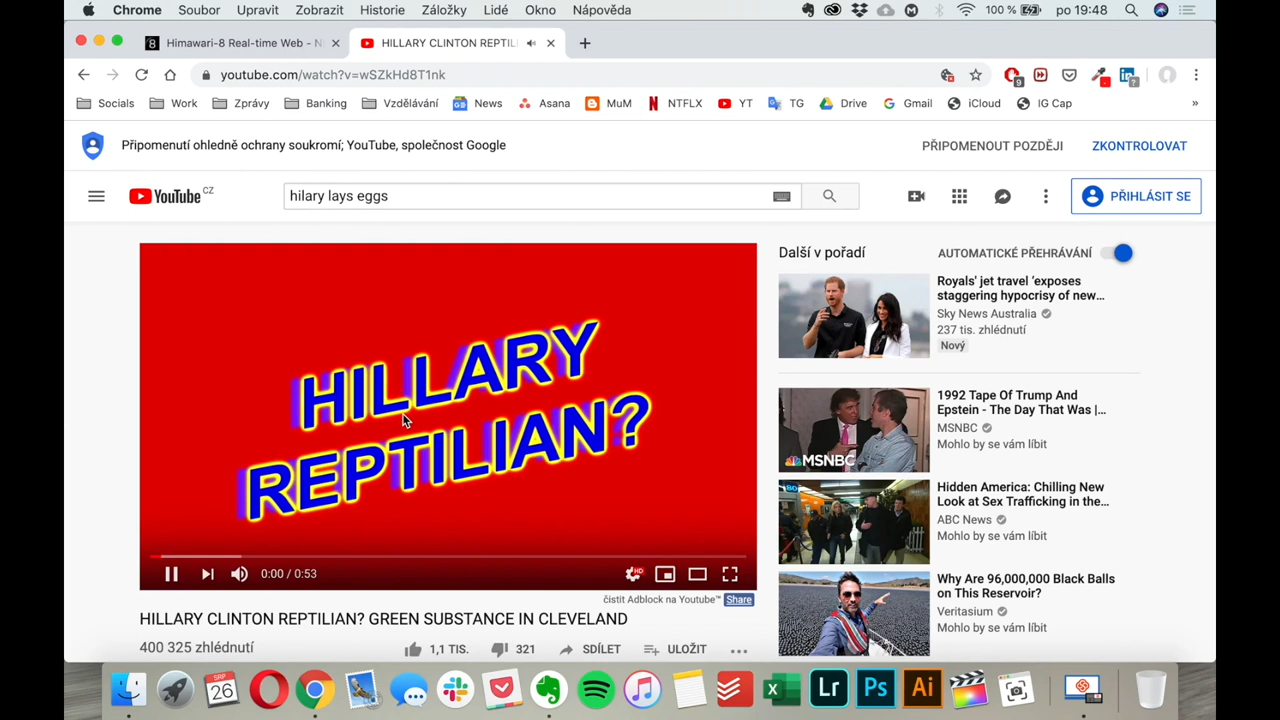 Chrome Soubor Upravit Zobrazit Historie Záložky Lidé Okno Nápověda 100 % po 19:48
Himawari-8 Real-time Web - N
HILLARY CLINTON REPTIL
youtube.com/watch?v=wSZkHd8T1nk
9
Socials Work Zprávy Banking Vzdělávání News Asana MuM NTFLX YT TG Drive Gmail iCloud IG Cap »
Připomenutí ohledně ochrany soukromí; YouTube, společnost Google
PŘIPOMENOUT POZDĚJI ZKONTROLOVAT
YouTube CZ
hilary lays eggs
PŘIHLÁSIT SE
HILLARY
REPTILIAN?
0:00 / 0:53
HD
čistit Adblock na Youtube™ Share
HILLARY CLINTON REPTILIAN? GREEN SUBSTANCE IN CLEVELAND
400 325 zhlédnutí
1,1 TIS. 321 SDÍLET ULOŽIT
Další v pořadí AUTOMATICKÉ PŘEHRÁVÁNÍ
Royals' jet travel ‘exposes
staggering hypocrisy of new...
Sky News Australia
237 tis. zhlédnutí
Nový
MSNBC
1992 Tape Of Trump And
Epstein - The Day That Was |...
MSNBC
Mohlo by se vám líbit
Hidden America: Chilling New
Look at Sex Trafficking in the...
ABC News
Mohlo by se vám líbit
Why Are 96,000,000 Black Balls
on This Reservoir?
Veritasium
Mohlo by se vám líbit
SRP
26
Lr Ps Ai